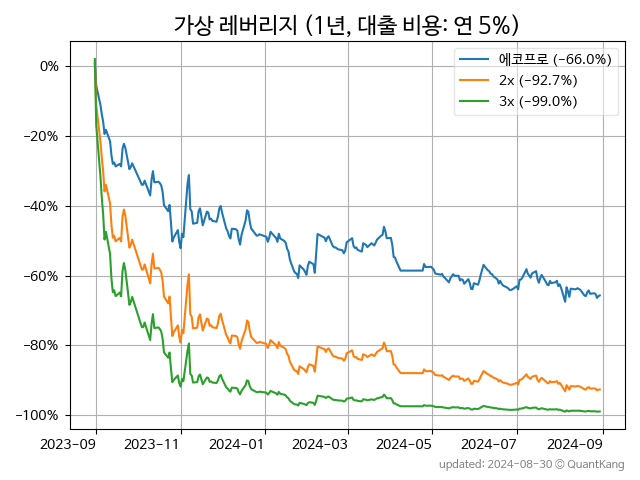 가상 레버리지 (1년, 대출 비용: 연 5%)
에코프로 (-66.0%)
2x (-92.7%)
3x (-99.0%)
0%
-20%
-40%
-60%
-80%
-100%
2023-09 2023-11 2024-01 2024-03 2024-05 2024-07 2024-09
updated: 2024-08-30 © QuantKang